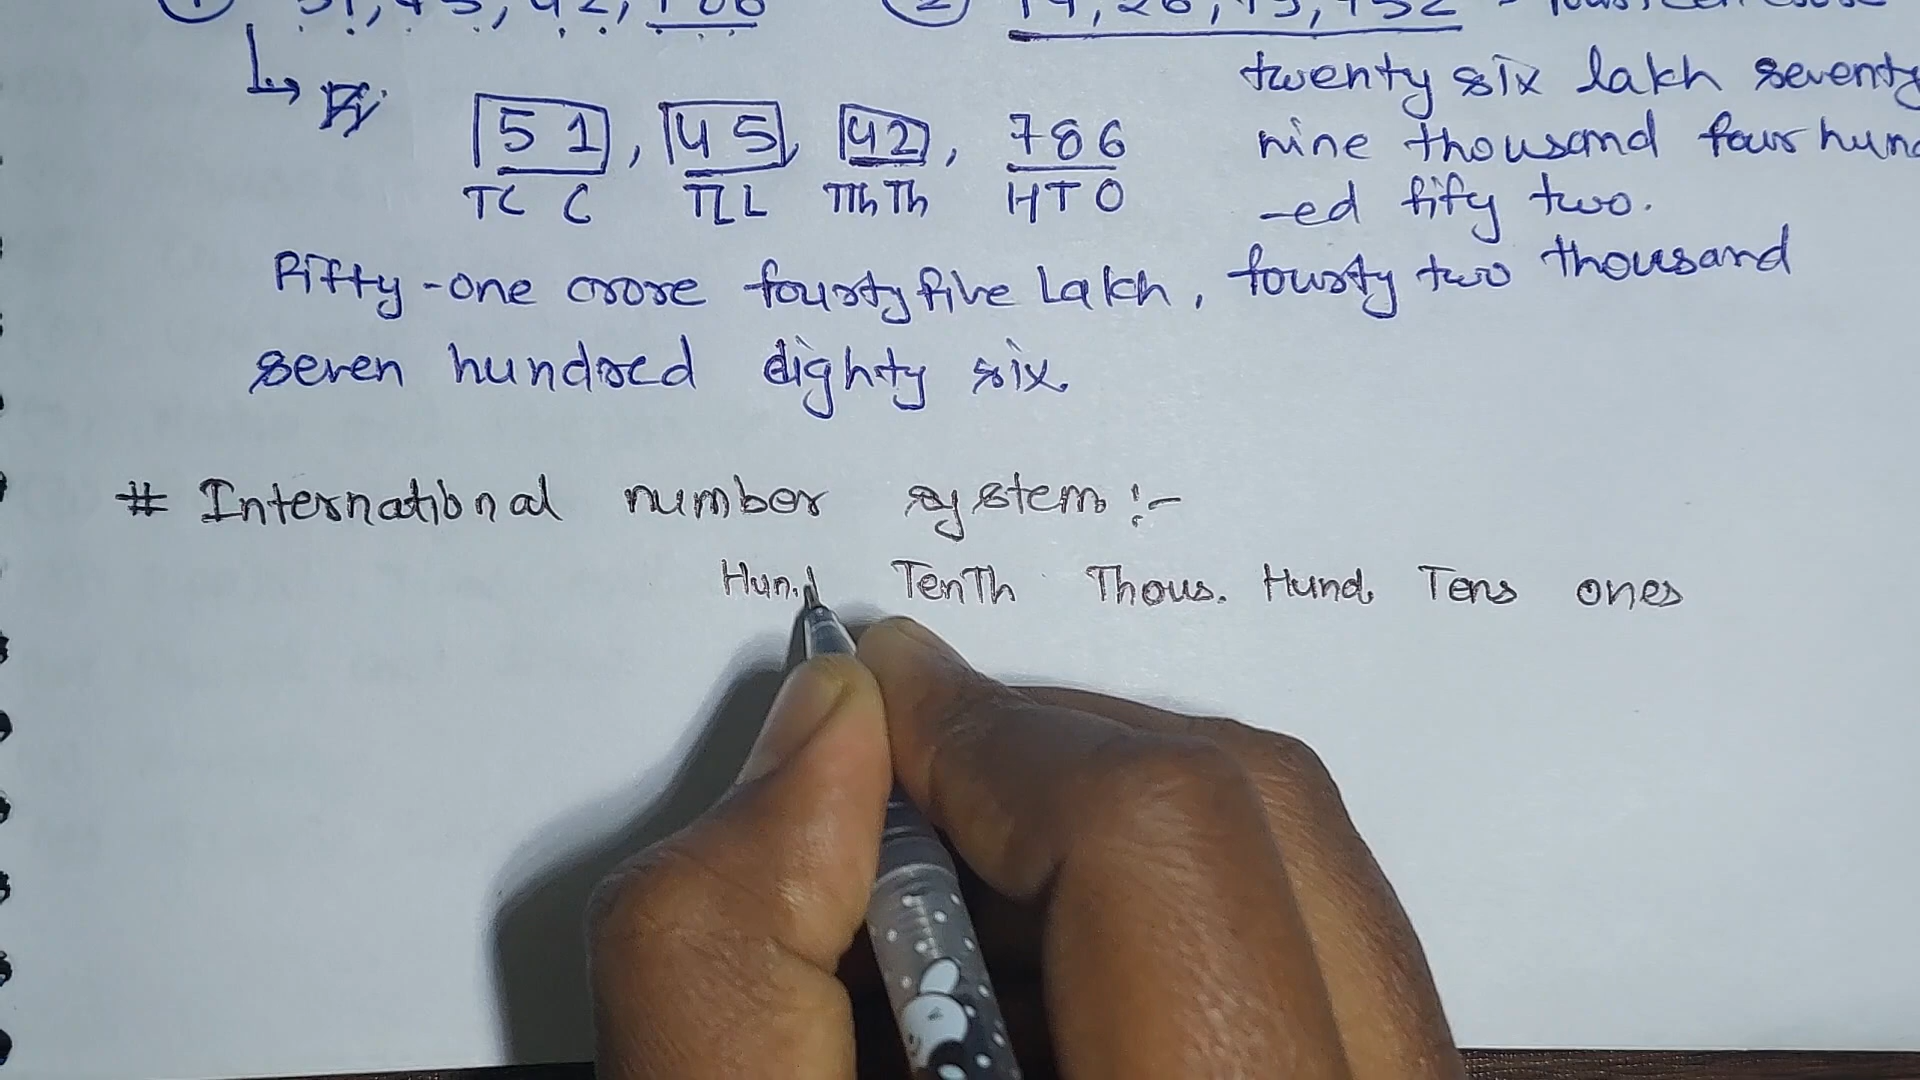 51, 45, 42, 786
twenty six lakh seventy
51, 45, 42, 786 nine thousand four hund
TC C TL L TTh Th H T O -ed fify two.
Fifty-one crore fourty five Lakh, fourty two thousand
seven hundred eighty six.
# International number system :-
Hun. TenTh Thous. Hund. Tens ones